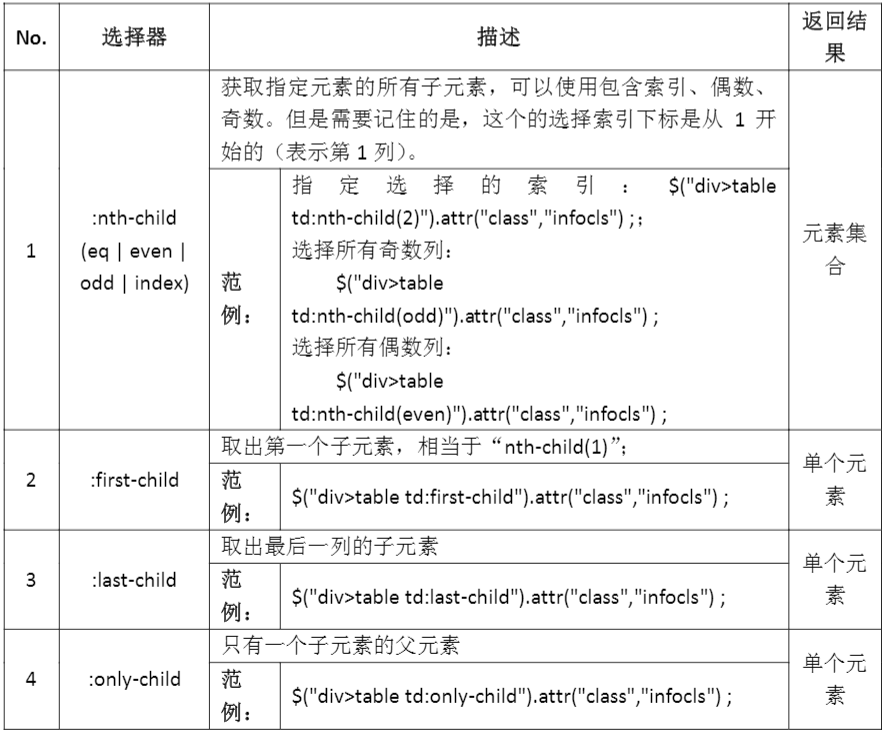 No.
选择器
描述
返回结
果
1
:nth-child
(eq | even |
odd | index)
获取指定元素的所有子元素，可以使用包含索引、偶数、
奇数。但是需要记住的是，这个的选择索引下标是从 1 开
始的（表示第 1 列）。
范
例：
指定选择的索引：$("div>table
td:nth-child(2)").attr("class","infocls") ;;
选择所有奇数列：
$("div>table
td:nth-child(odd)").attr("class","infocls") ;
选择所有偶数列：
$("div>table
td:nth-child(even)").attr("class","infocls") ;
元素集
合
2
:first-child
取出第一个子元素，相当于“nth-child(1)”；
范
例：
$("div>table td:first-child").attr("class","infocls") ;
单个元
素
3
:last-child
取出最后一列的子元素
范
例：
$("div>table td:last-child").attr("class","infocls") ;
单个元
素
4
:only-child
只有一个子元素的父元素
范
例：
$("div>table td:only-child").attr("class","infocls") ;
单个元
素